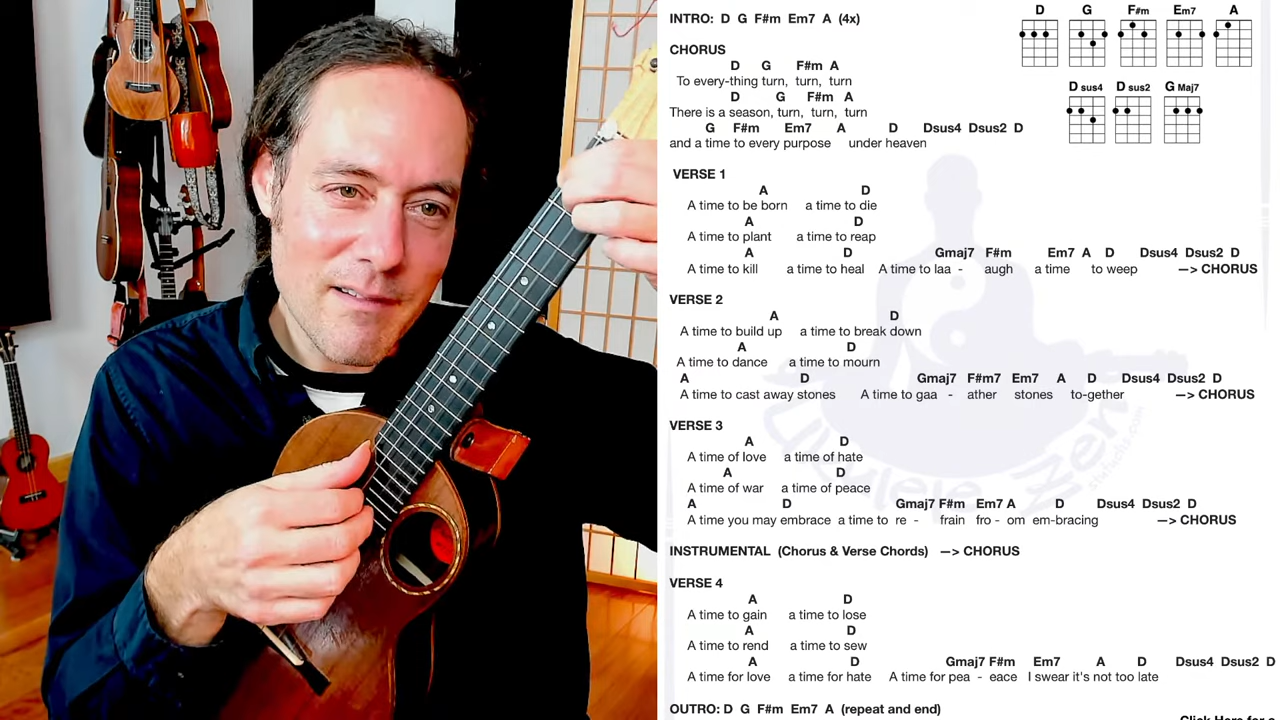 INTRO: D G F#m Em7 A (4x)
D G F#m Em7 A
CHORUS
D G F#m A
To every-thing turn, turn, turn
D G F#m A
There is a season, turn, turn, turn
G F#m Em7 A D Dsus4 Dsus2 D
and a time to every purpose under heaven
D sus4 D sus2 G Maj7
VERSE 1
A D
A time to be born a time to die
A D
A time to plant a time to reap
A D Gmaj7 F#m Em7 A D Dsus4 Dsus2 D
A time to kill a time to heal A time to laa - augh a time to weep —> CHORUS
VERSE 2
A D
A time to build up a time to break down
A D
A time to dance a time to mourn
A D Gmaj7 F#m7 Em7 A D Dsus4 Dsus2 D
A time to cast away stones A time to gaa - ather stones to-gether —> CHORUS
VERSE 3
A D
A time of love a time of hate
A D
A time of war a time of peace
A D Gmaj7 F#m Em7 A D Dsus4 Dsus2 D
A time you may embrace a time to re - frain fro - om em-bracing —> CHORUS
INSTRUMENTAL (Chorus & Verse Chords) —> CHORUS
VERSE 4
A D
A time to gain a time to lose
A D
A time to rend a time to sew
A D Gmaj7 F#m Em7 A D Dsus4 Dsus2 D
A time for love a time for hate A time for pea - eace I swear it's not too late
OUTRO: D G F#m Em7 A (repeat and end)
Ukulele Zen